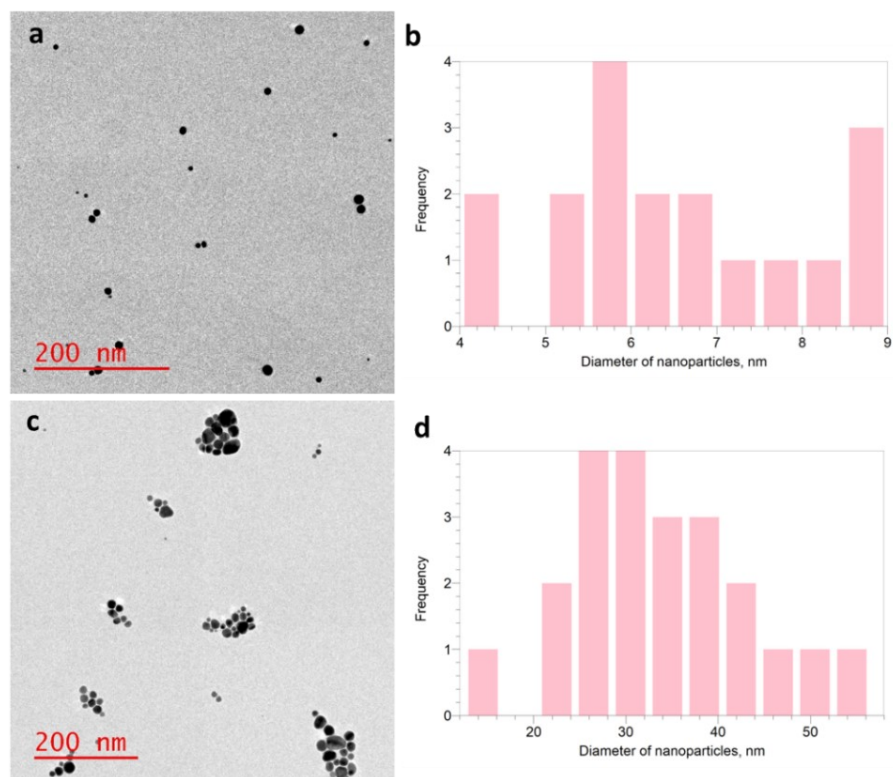 a
200 nm
b
4
3
2
1
0
Frequency
4 5 6 7 8 9
Diameter of nanoparticles, nm
c
200 nm
d
4
3
2
1
0
Frequency
20 30 40 50
Diameter of nanoparticles, nm